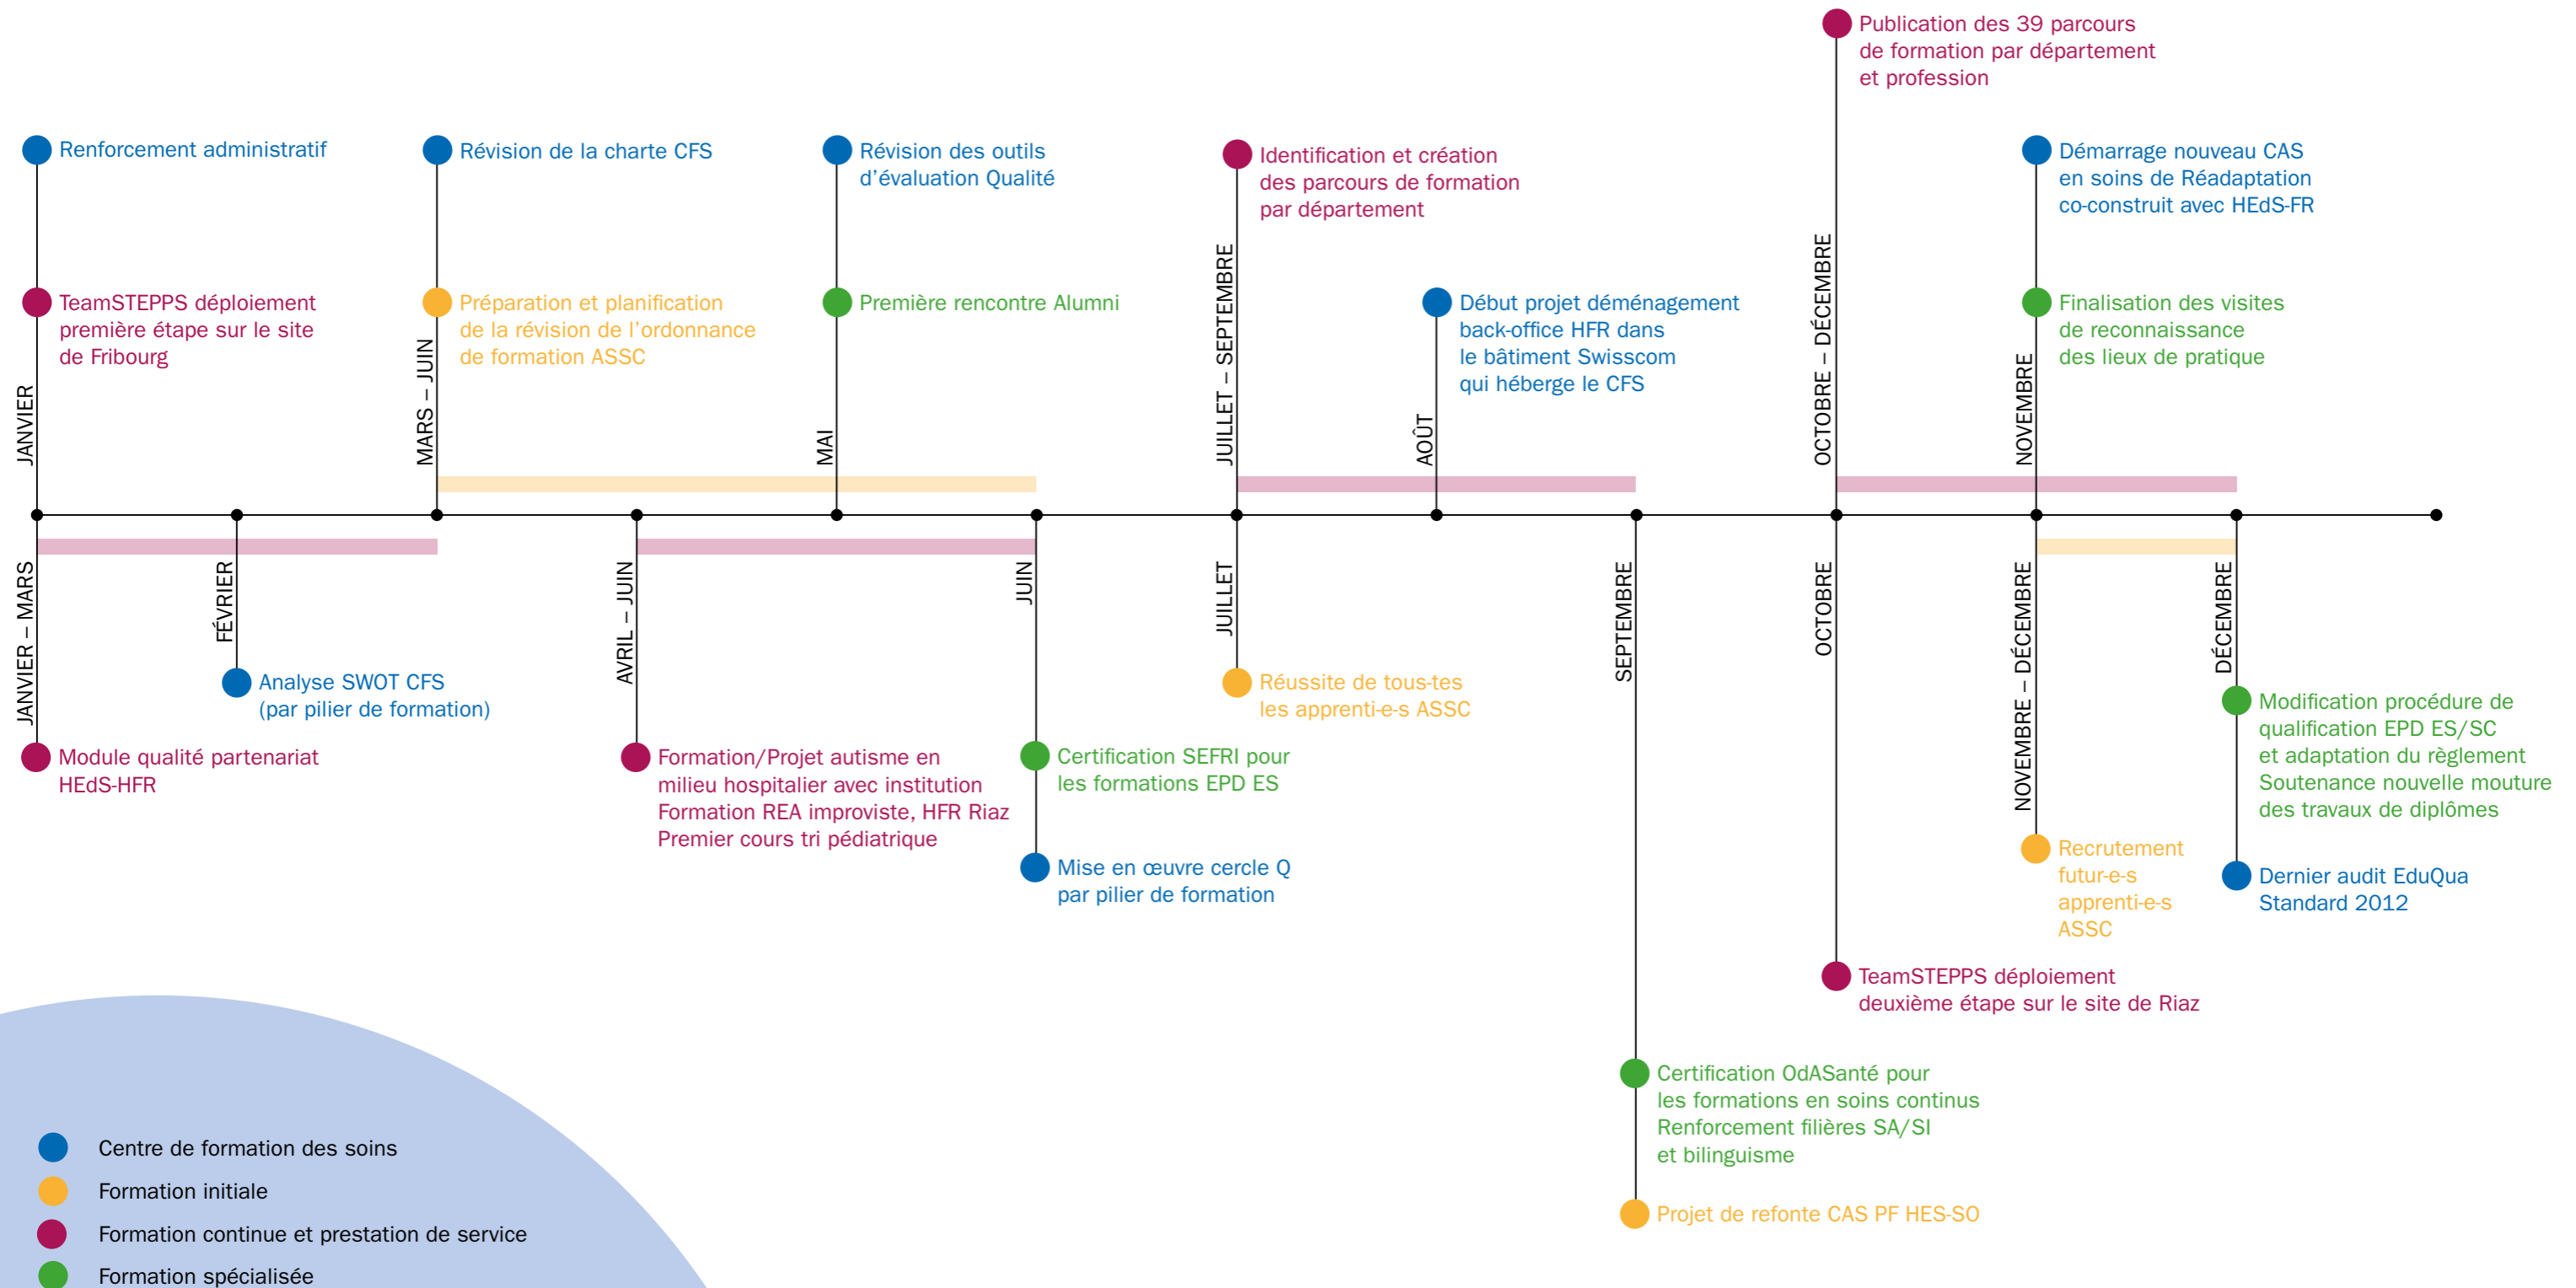 Publication des 39 parcours
de formation par département
et profession
Renforcement administratif
Révision de la charte CFS
Révision des outils
d’évaluation Qualité
Identification et création
des parcours de formation
par département
Démarrage nouveau CAS
en soins de Réadaptation
co-construit avec HEdS-FR
TeamSTEPPS déploiement
première étape sur le site
de Fribourg
Préparation et planification
de la révision de l’ordonnance
de formation ASSC
Première rencontre Alumni
Début projet déménagement
back-office HFR dans
le bâtiment Swisscom
qui héberge le CFS
Finalisation des visites
de reconnaissance
des lieux de pratique
JANVIER
MARS – JUIN
MAI
JUILLET – SEPTEMBRE
AOÛT
OCTOBRE – DÉCEMBRE
NOVEMBRE
JANVIER – MARS
FÉVRIER
AVRIL – JUIN
JUIN
JUILLET
SEPTEMBRE
OCTOBRE
NOVEMBRE – DÉCEMBRE
DÉCEMBRE
Analyse SWOT CFS
(par pilier de formation)
Réussite de tous-tes
les apprenti-e-s ASSC
Modification procédure de
qualification EPD ES/SC
et adaptation du règlement
Soutenance nouvelle mouture
des travaux de diplômes
Module qualité partenariat
HEdS-HFR
Formation/Projet autisme en
milieu hospitalier avec institution
Formation REA improviste, HFR Riaz
Premier cours tri pédiatrique
Certification SEFRI pour
les formations EPD ES
Mise en œuvre cercle Q
par pilier de formation
Recrutement
futur-e-s
apprenti-e-s
ASSC
Dernier audit EduQua
Standard 2012
TeamSTEPPS déploiement
deuxième étape sur le site de Riaz
Certification OdASanté pour
les formations en soins continus
Renforcement filières SA/SI
et bilinguisme
Projet de refonte CAS PF HES-SO
Centre de formation des soins
Formation initiale
Formation continue et prestation de service
Formation spécialisée